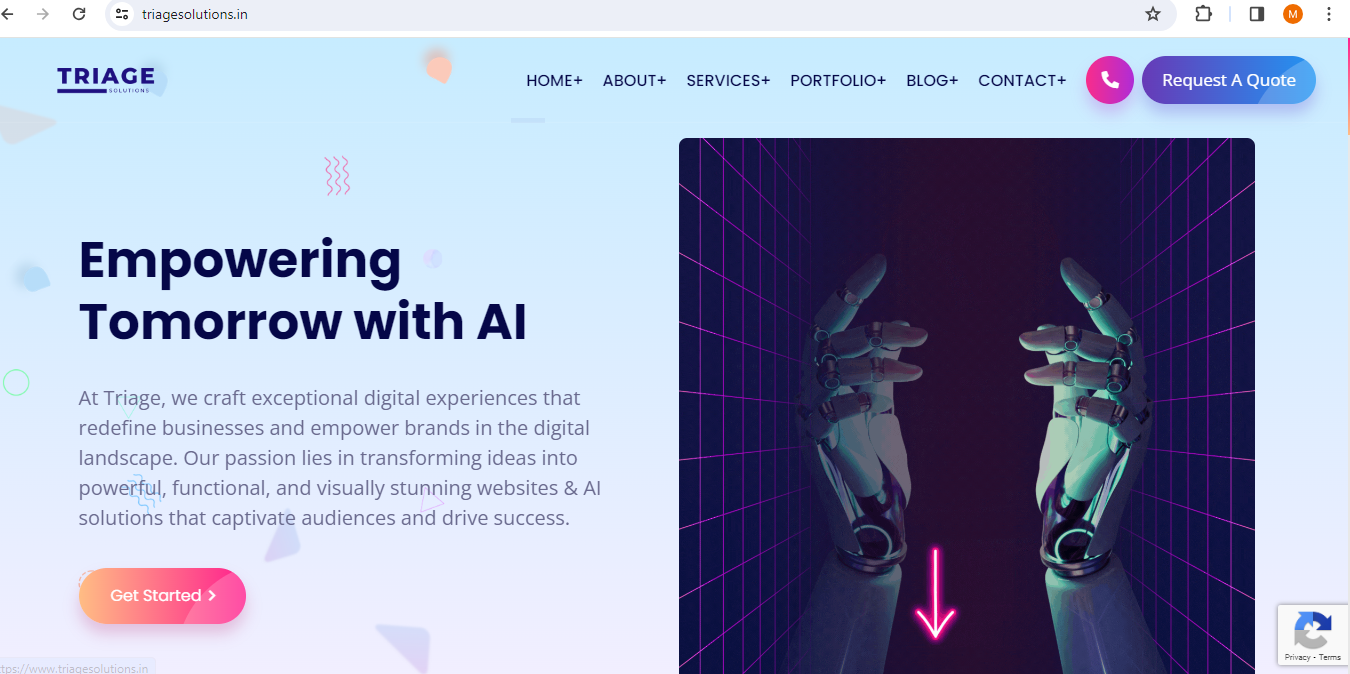 triagesolutions.in
M
TRIAGE
SOLUTIONS
HOME+ ABOUT+ SERVICES+ PORTFOLIO+ BLOG+ CONTACT+ Request A Quote
Empowering
Tomorrow with AI
At Triage, we craft exceptional digital experiences that
redefine businesses and empower brands in the digital
landscape. Our passion lies in transforming ideas into
powerful, functional, and visually stunning websites & AI
solutions that captivate audiences and drive success.
Get Started
Privacy - Terms
ttps://www.triagesolutions.in